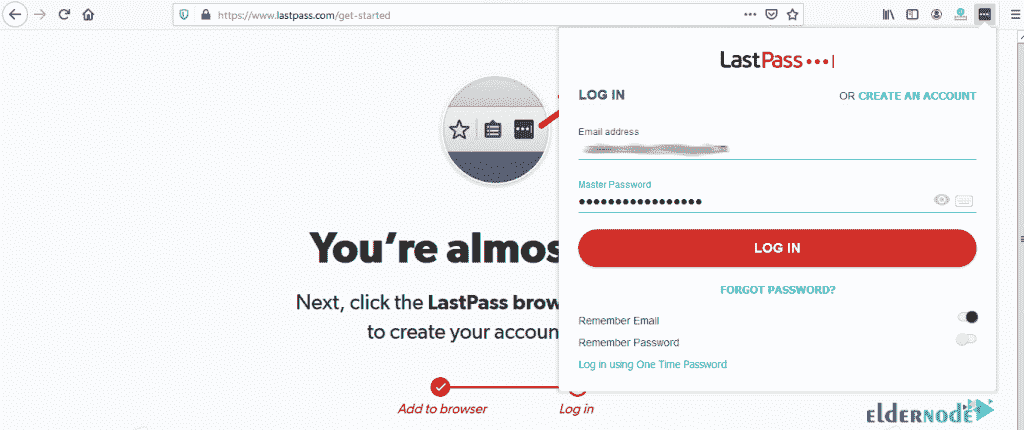 https://www.lastpass.com/get-started
LastPass
LOG IN
OR CREATE AN ACCOUNT
Email address
Master Password
LOG IN
FORGOT PASSWORD?
Remember Email
Remember Password
Log in using One Time Password
You're almos
Next, click the LastPass brow
to create your accoun
Add to browser
Log in
ELDERNODE